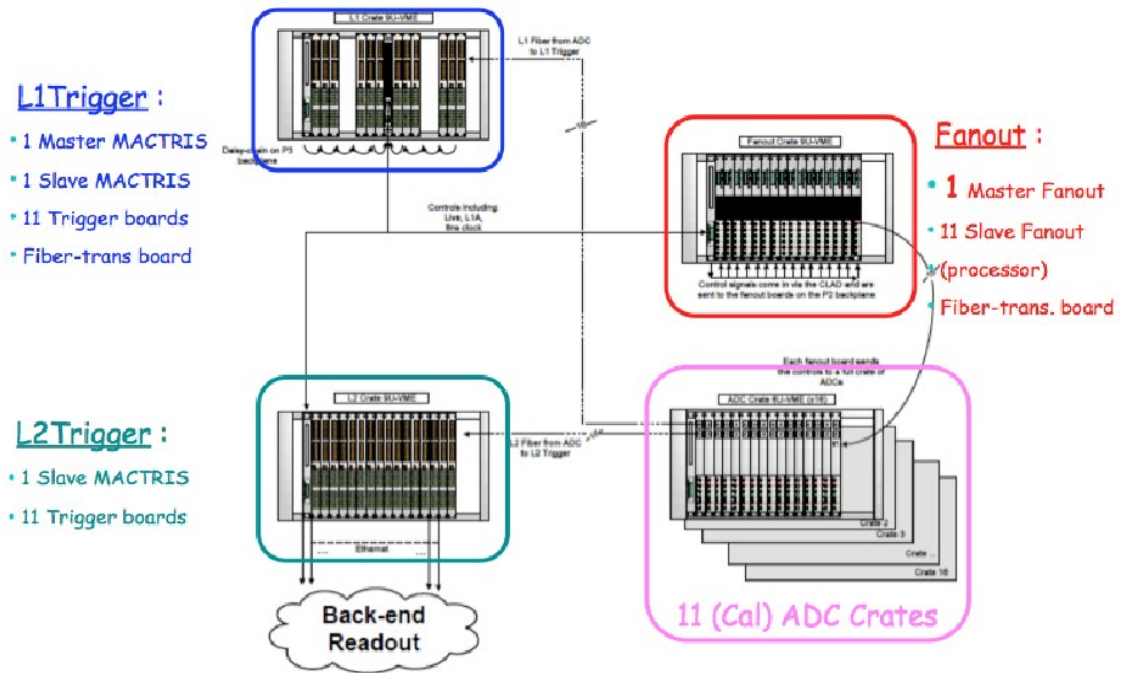 L1 Crate 9U-VME
L1 Fiber from ADC
to L1 Trigger
L1Trigger :
• 1 Master MACTRIS
• 1 Slave MACTRIS
• 11 Trigger boards
• Fiber-trans board
Daisy-chain on P3
backplane
Controls including
Live, L1A,
fine clock
Fanout Crate 6U-VME
Control signals come in via the CLAD and are
sent to the fanout boards on the P2 backplane
Fanout :
• 1 Master Fanout
• 11 Slave Fanout
• (processor)
• Fiber-trans. board
Each fanout board sends
the controls to a full crate of
ADCs
L2 Crate 9U-VME
ADC Crate 6U-VME (x16)
L2Trigger :
• 1 Slave MACTRIS
• 11 Trigger boards
L2 Fiber from ADC
to L2 Trigger
Crate 2
Crate 3
Crate ...
Crate 16
Ethernet
Back-end
Readout
11 (Cal) ADC Crates